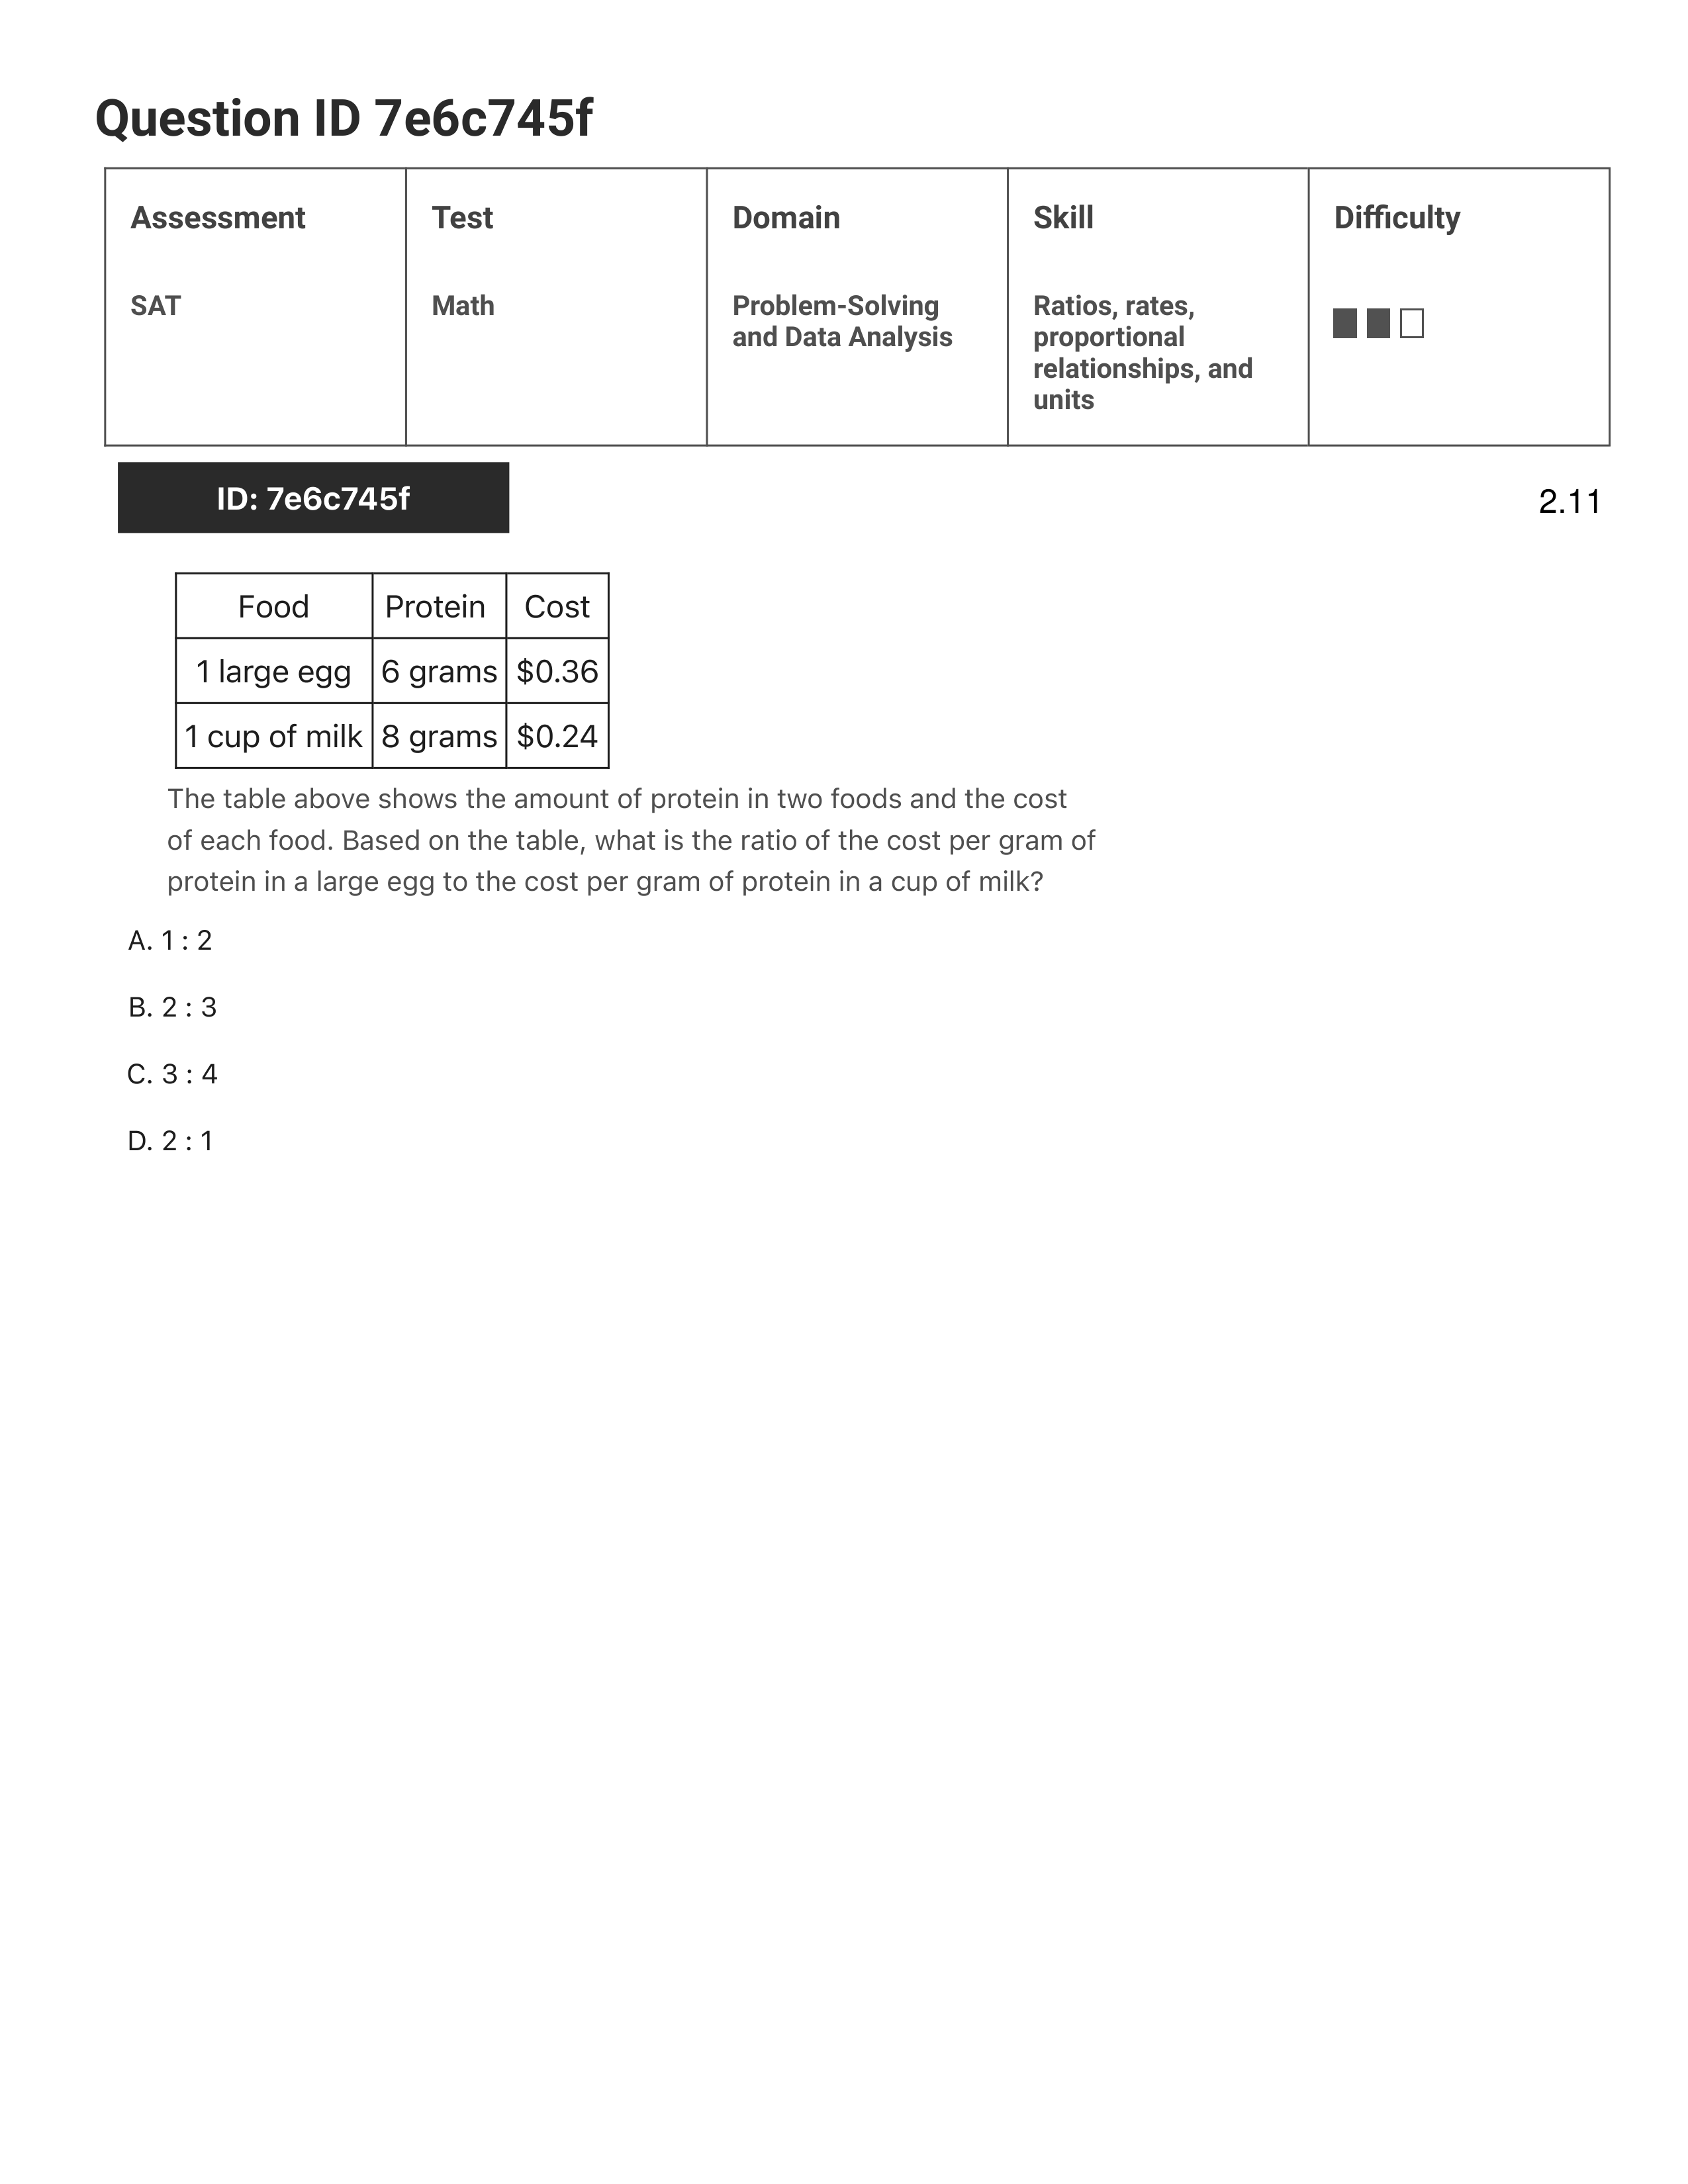 Question ID 7e6c745f
Assessment Test Domain Skill Difficulty
SAT Math Problem-Solving and Data Analysis Ratios, rates, proportional relationships, and units
ID: 7e6c745f 2.11
Food Protein Cost
1 large egg 6 grams $0.36
1 cup of milk 8 grams $0.24
The table above shows the amount of protein in two foods and the cost
of each food. Based on the table, what is the ratio of the cost per gram of
protein in a large egg to the cost per gram of protein in a cup of milk?
A. 1 : 2
B. 2 : 3
C. 3 : 4
D. 2 : 1